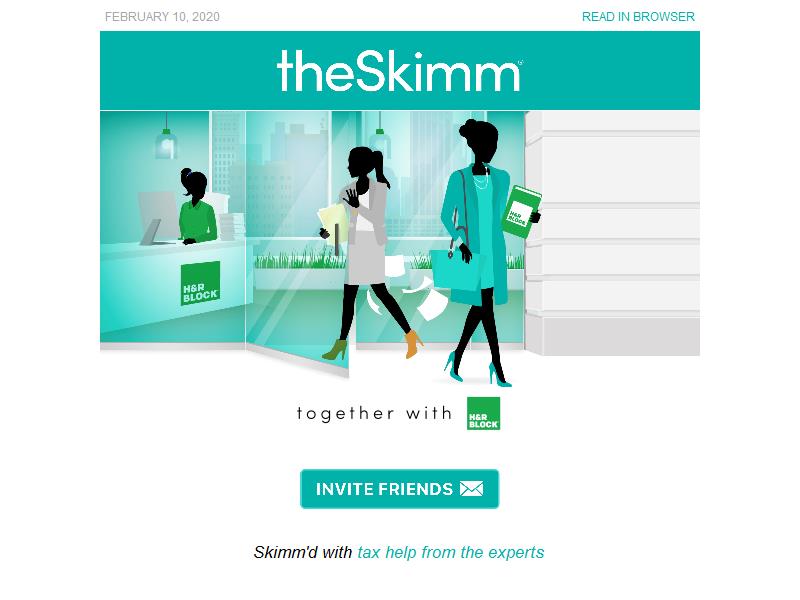 FEBRUARY 10, 2020
READ IN BROWSER
theSkimm
H&R
BLOCK
H&R
BLOCK
together with
H&R
BLOCK
INVITE FRIENDS
Skimm'd with tax help from the experts